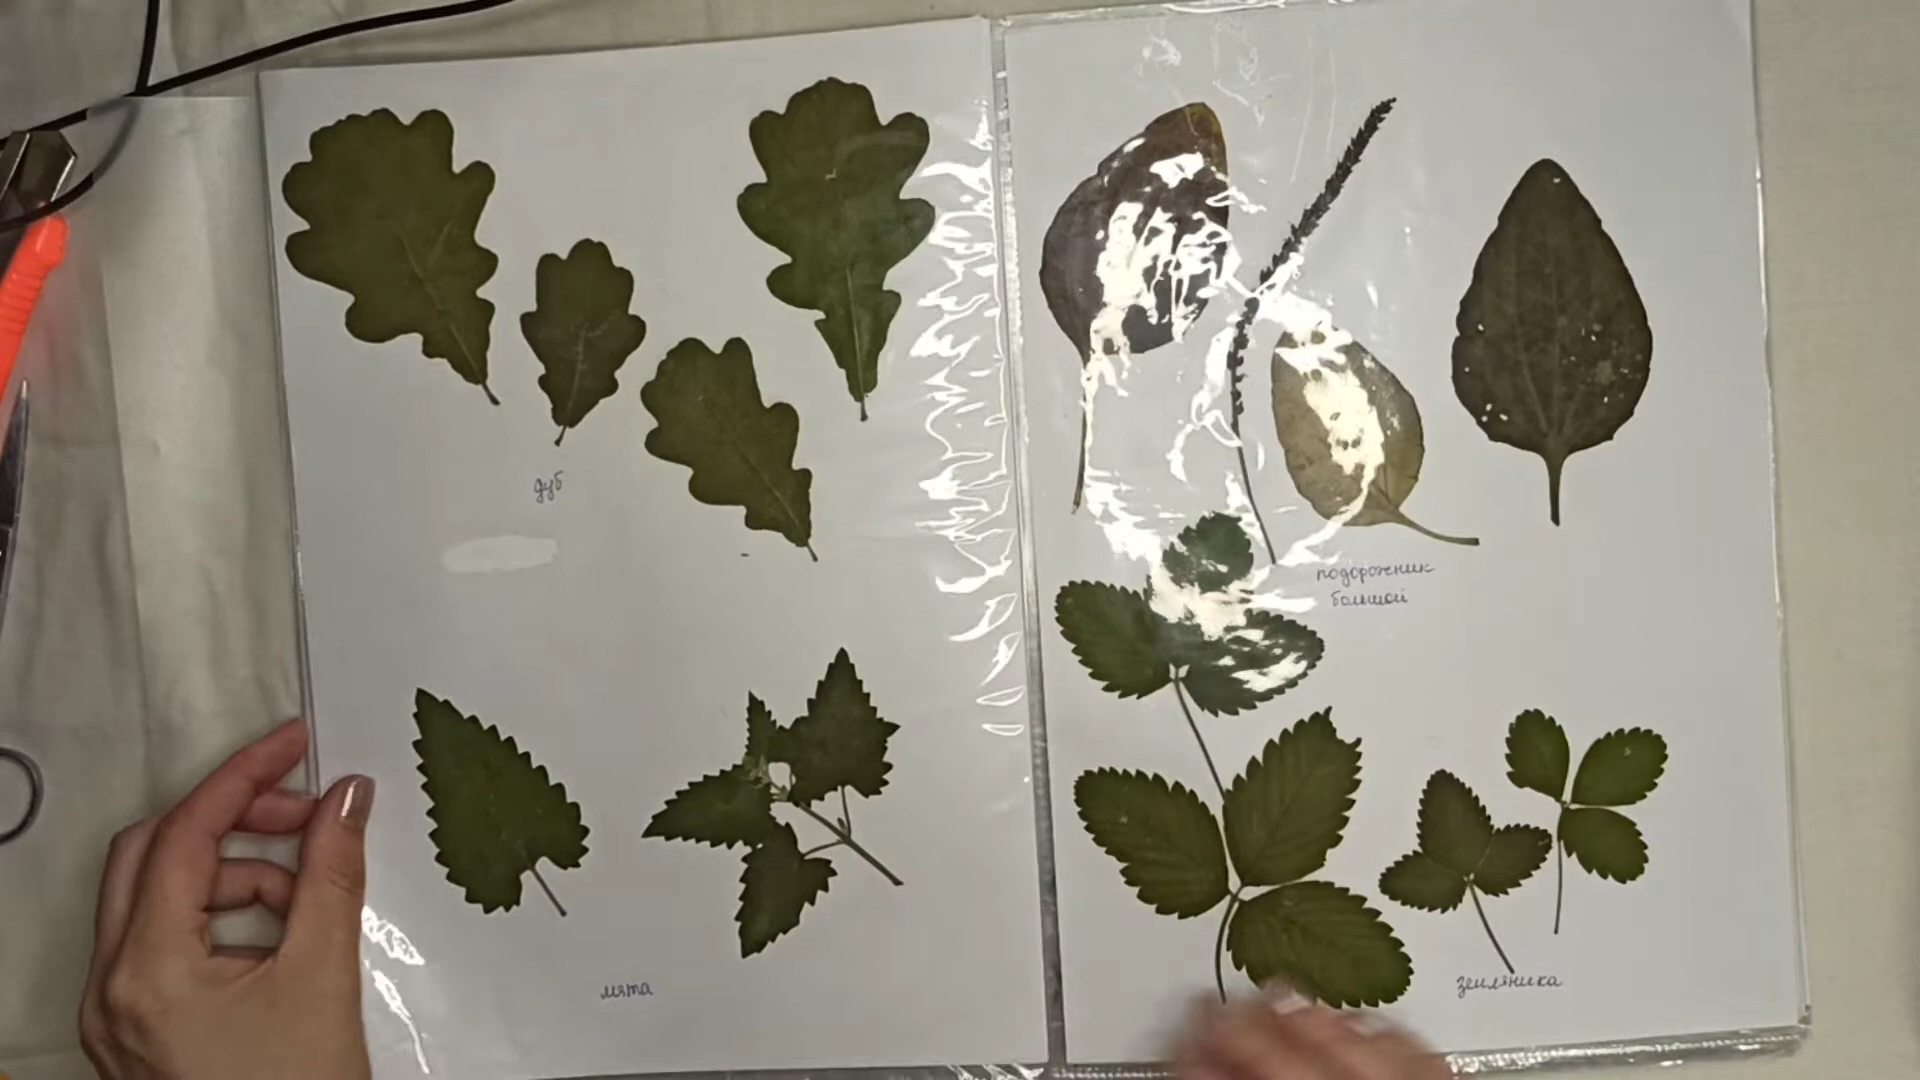 дуб
мята
подорожник
большой
земляника